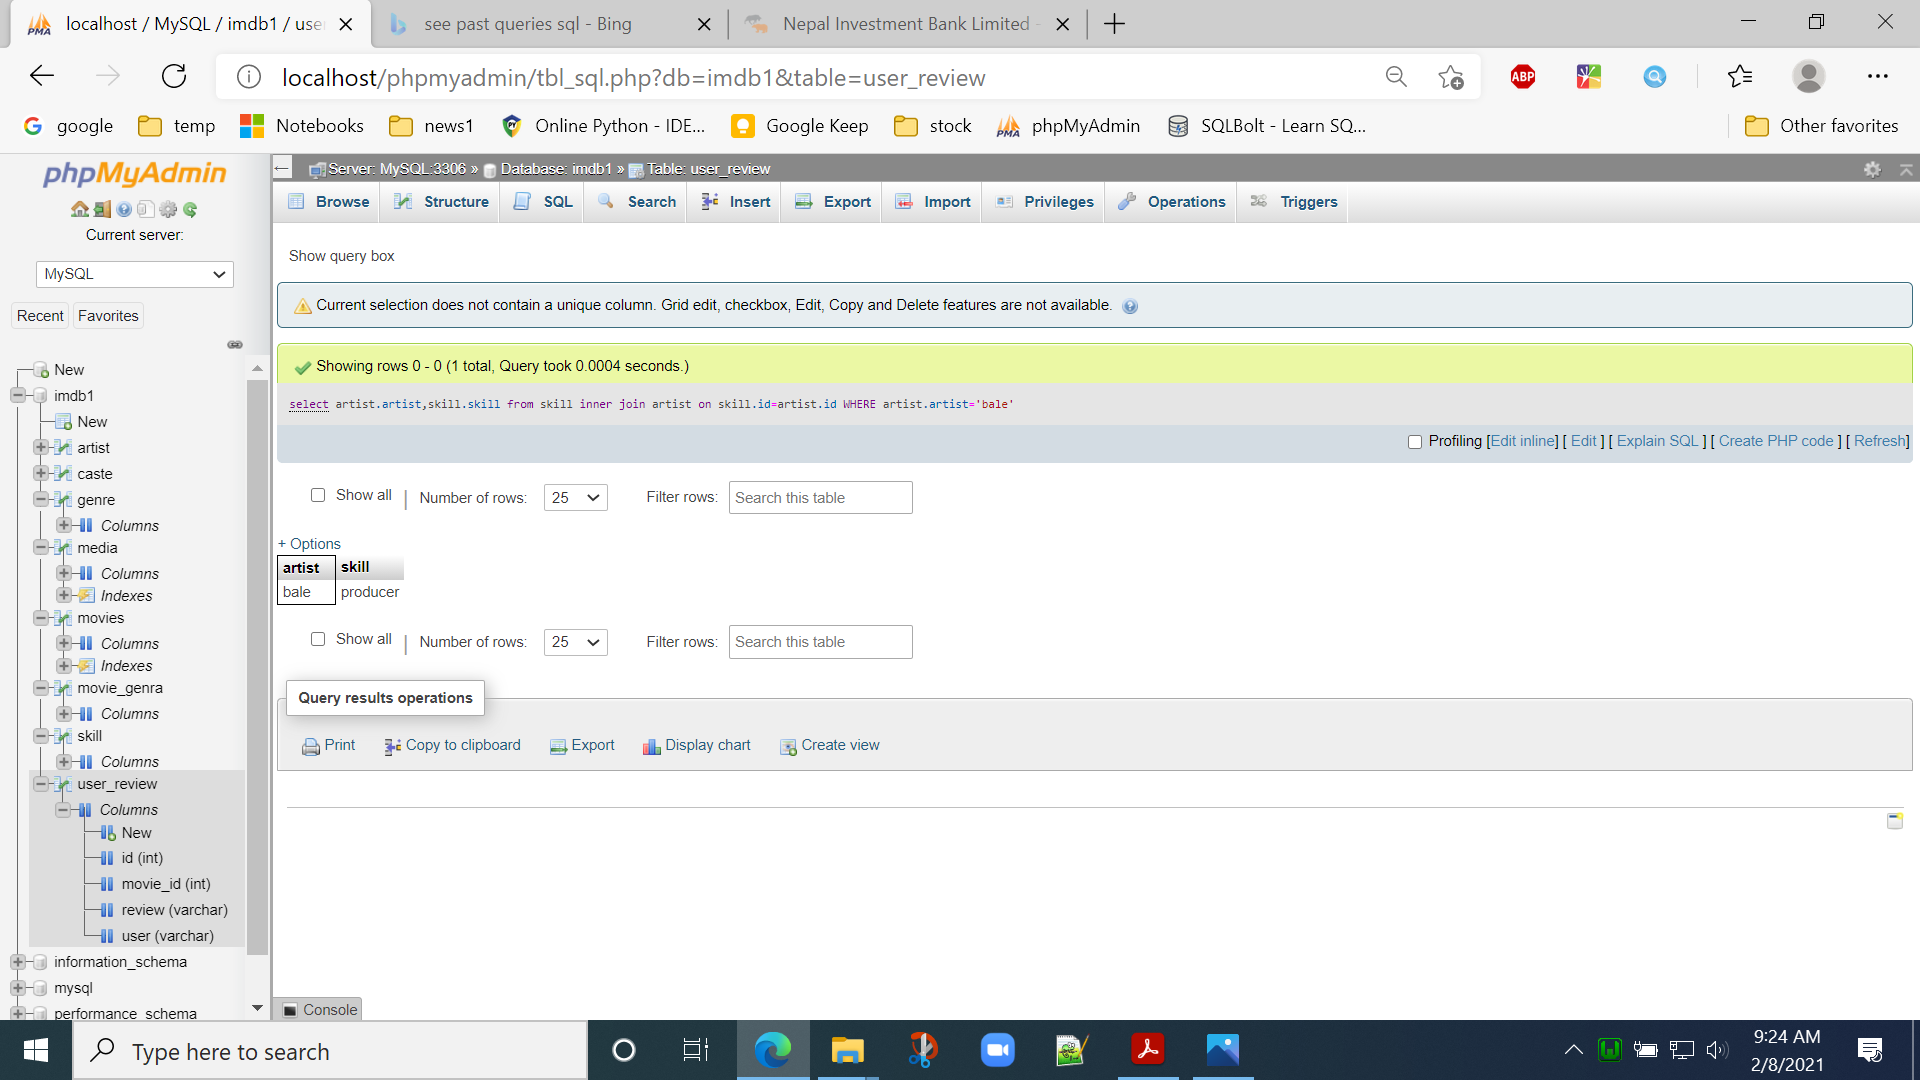 localhost / MySQL / imdb1 / use
see past queries sql - Bing
Nepal Investment Bank Limited -
localhost/phpmyadmin/tbl_sql.php?db=imdb1&table=user_review
ABP
google
temp
Notebooks
news1
Online Python - IDE...
Google Keep
stock
phpMyAdmin
SQLBolt - Learn SQ...
Other favorites
phpMyAdmin
Current server:
MySQL
Recent
Favorites
New
imdb1
New
artist
caste
genre
Columns
media
Columns
Indexes
movies
Columns
Indexes
movie_genra
Columns
skill
Columns
user_review
Columns
New
id (int)
movie_id (int)
review (varchar)
user (varchar)
information_schema
mysql
performance_schema
Server: MySQL:3306 » Database: imdb1 » Table: user_review
Browse Structure SQL Search Insert Export Import Privileges Operations Triggers
Show query box
Current selection does not contain a unique column. Grid edit, checkbox, Edit, Copy and Delete features are not available.
Showing rows 0 - 0 (1 total, Query took 0.0004 seconds.)
select artist.artist,skill.skill from skill inner join artist on skill.id=artist.id WHERE artist.artist='bale'
Profiling [Edit inline] [ Edit ] [ Explain SQL ] [ Create PHP code ] [ Refresh]
Show all | Number of rows: 25 Filter rows: Search this table
+ Options
artist skill
bale producer
Show all | Number of rows: 25 Filter rows: Search this table
Query results operations
Print Copy to clipboard Export Display chart Create view
Console
Type here to search
9:24 AM
2/8/2021